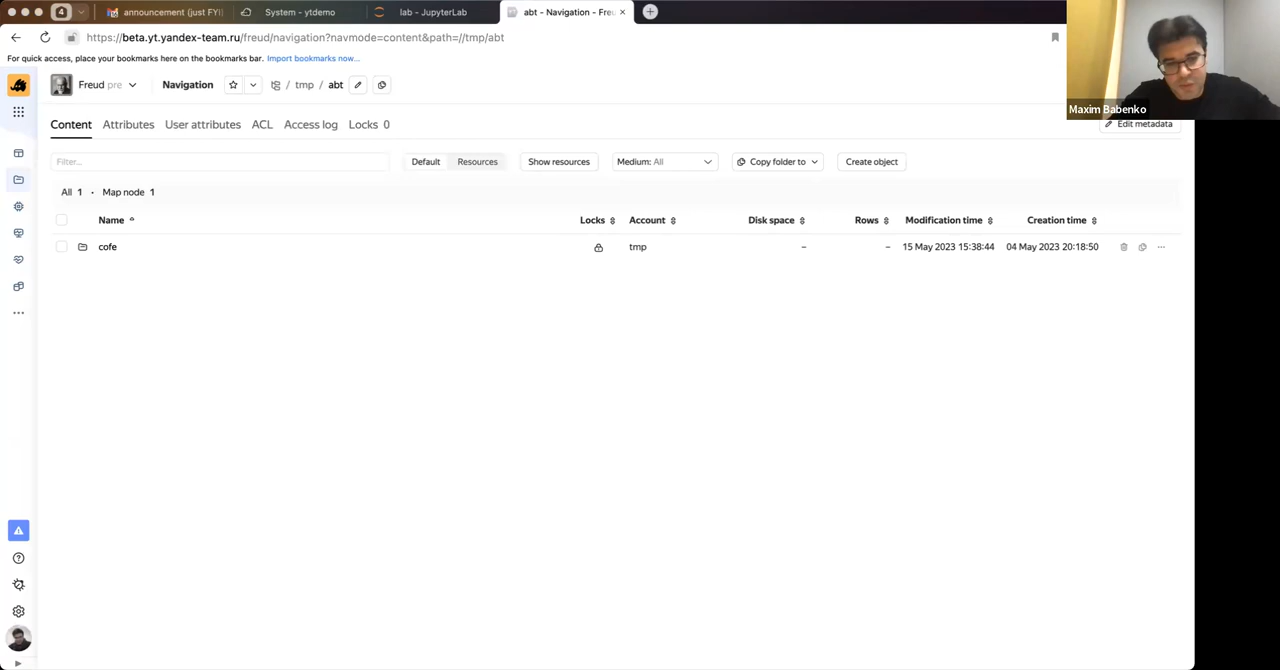 4 announcement (just FYI System - ytdemo lab - JupyterLab abt - Navigation - Freu
https://beta.yt.yandex-team.ru/freud/navigation?navmode=content&path=//tmp/abt
For quick access, place your bookmarks here on the bookmarks bar. Import bookmarks now...
Freud pre Navigation / tmp / abt
Maxim Babenko
Content Attributes User attributes ACL Access log Locks 0 Edit metadata
Filter... Default Resources Show resources Medium: All Copy folder to Create object
All 1 · Map node 1
Name Locks Account Disk space Rows Modification time Creation time
cofe tmp – – 15 May 2023 15:38:44 04 May 2023 20:18:50